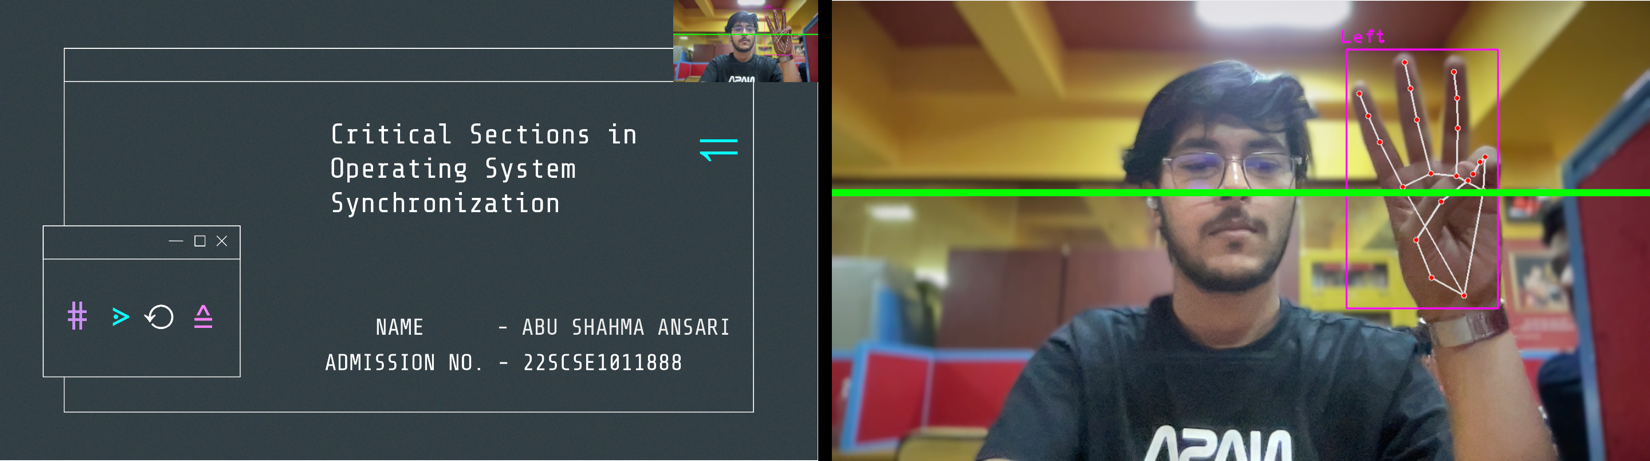 Critical Sections in
Operating System
Synchronization
NAME - ABU SHAHMA ANSARI
ADMISSION NO. - 22SCSE1011888
Left